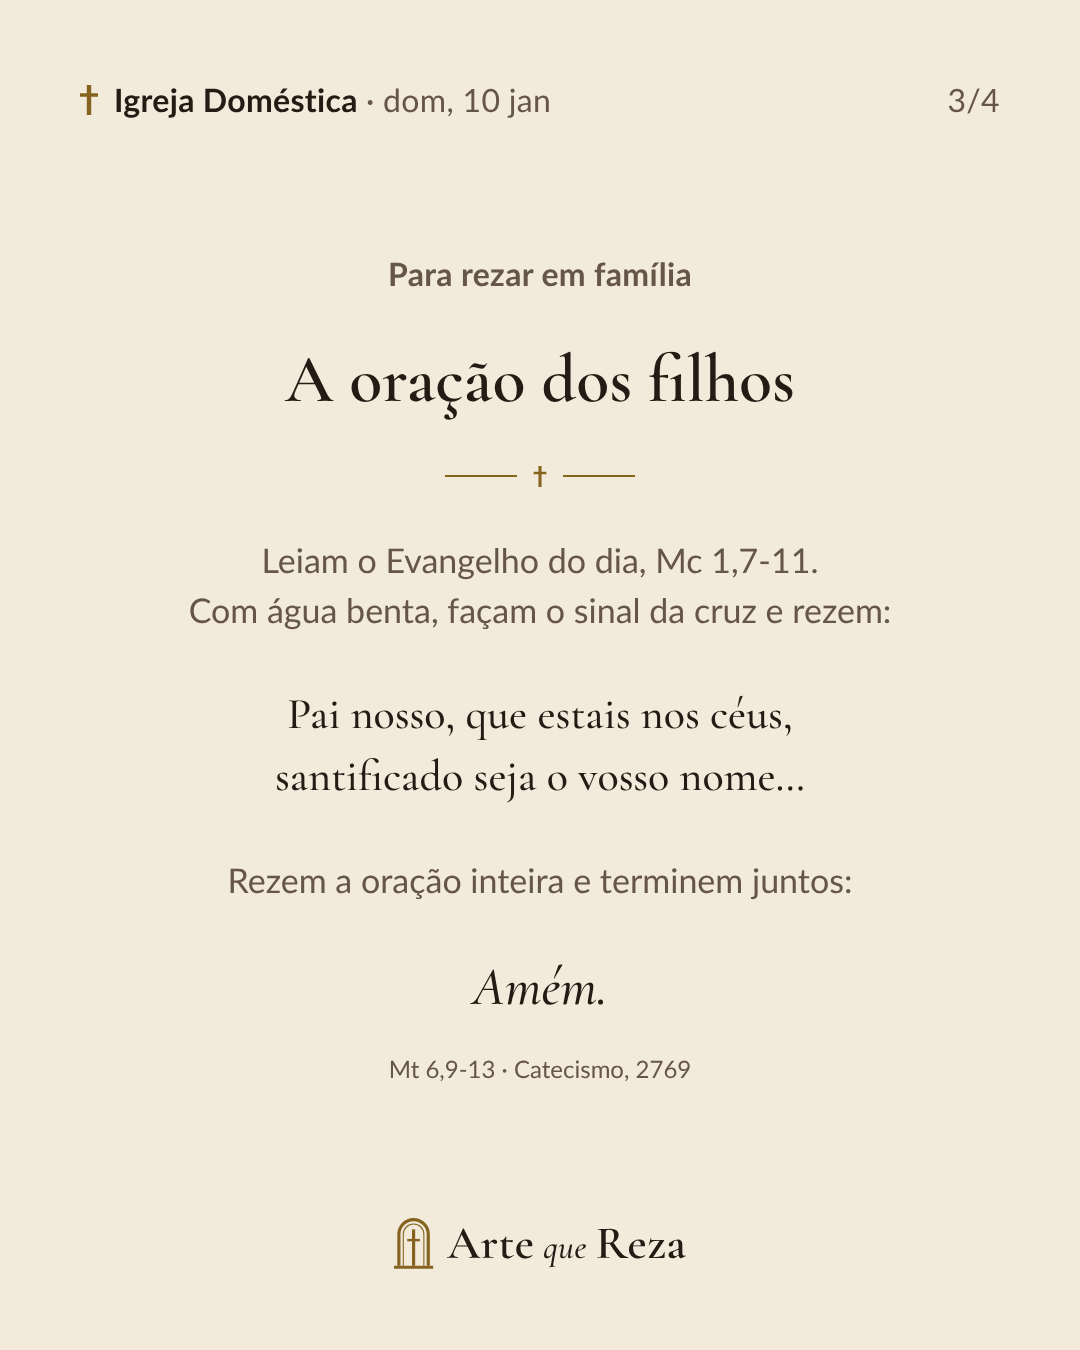 Igreja Doméstica · dom, 10 jan
3/4
Para rezar em família
A oração dos filhos
Leiam o Evangelho do dia, Mc 1,7-11.
Com água benta, façam o sinal da cruz e rezem:
Pai nosso, que estais nos céus,
santificado seja o vosso nome...
Rezem a oração inteira e terminem juntos:
Amém.
Mt 6,9-13 · Catecismo, 2769
Arte que Reza